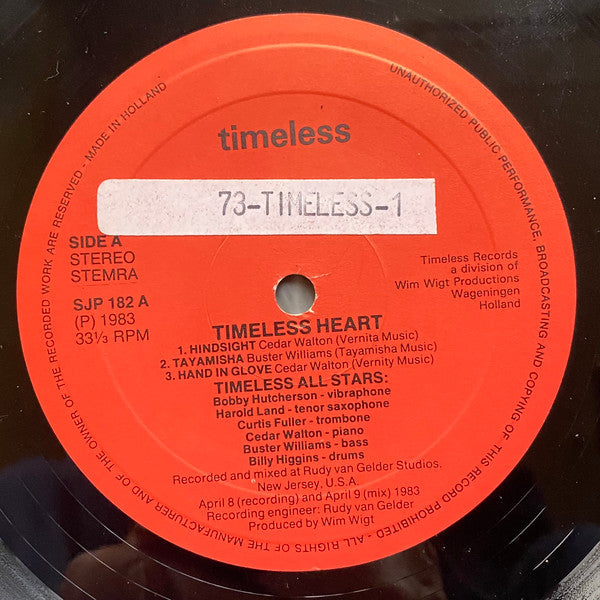 UNAUTHORIZED PUBLIC PERFORMANCE, BROADCASTING AND COPYING OF THIS RECORD PROHIBITED - ALL RIGHTS OF THE MANUFACTURER AND OF THE OWNER OF THE RECORDED WORK ARE RESERVED - MADE IN HOLLAND
timeless
73-TIMELESS-1
SIDE A
STEREO
STEMRA
SJP 182 A
(P) 1983
33⅓ RPM
Timeless Records
a division of
Wim Wigt Productions
Wageningen
Holland
TIMELESS HEART
1. HINDSIGHT Cedar Walton (Vernita Music)
2. TAYAMISHA Buster Williams (Tayamisha Music)
3. HAND IN GLOVE Cedar Walton (Vernity Music)
TIMELESS ALL STARS:
Bobby Hutcherson - vibraphone
Harold Land - tenor saxophone
Curtis Fuller - trombone
Cedar Walton - piano
Buster Williams - bass
Billy Higgins - drums
Recorded and mixed at Rudy van Gelder Studios.
New Jersey, U.S.A.
April 8 (recording) and April 9 (mix) 1983
Recording engineer: Rudy van Gelder
Produced by Wim Wigt